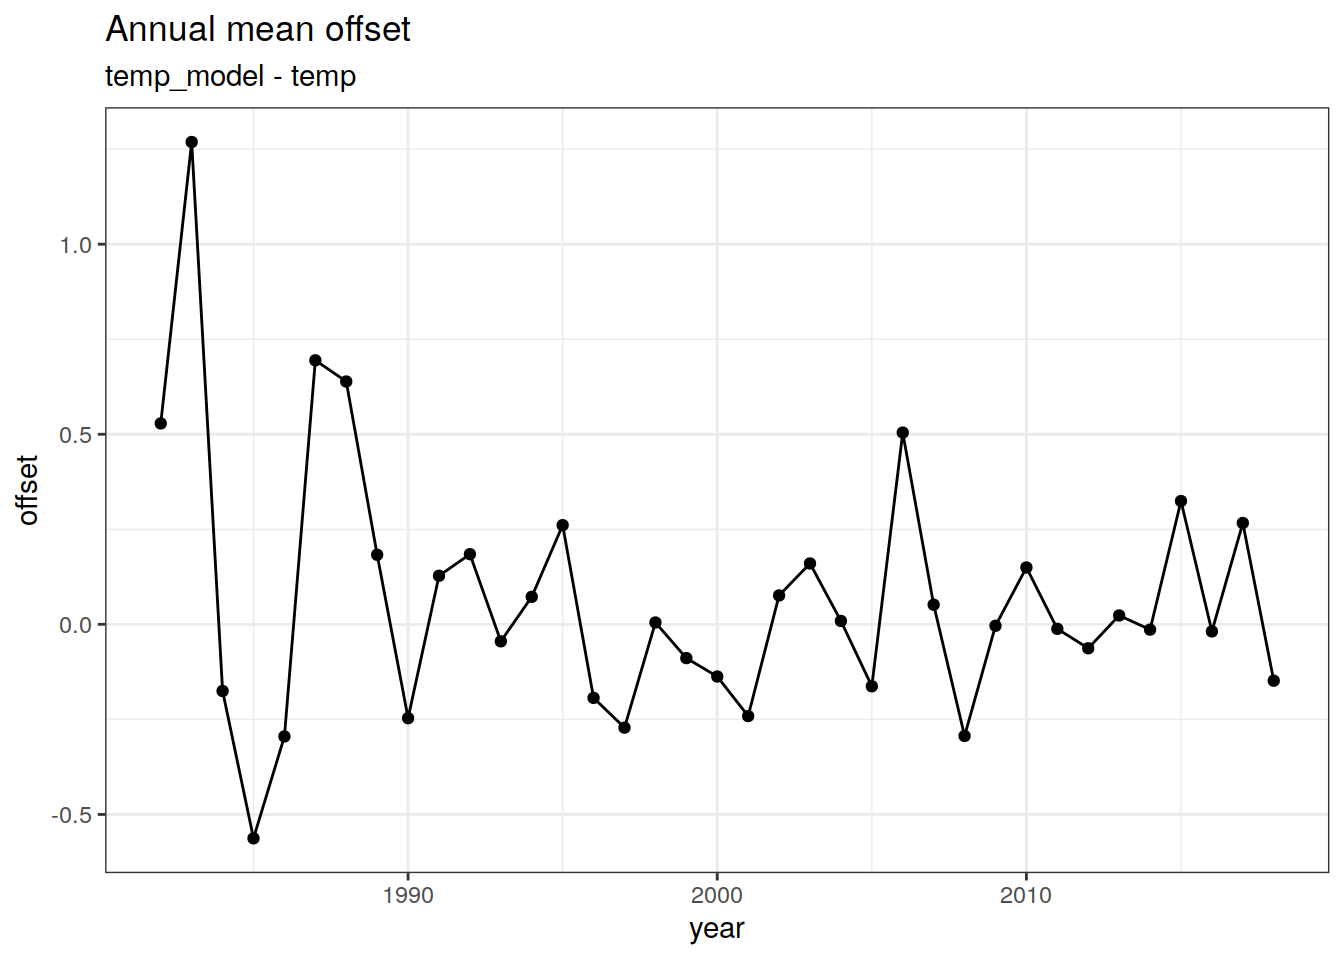 Annual mean offset
temp_model - temp
1.0
0.5
0.0
-0.5
offset
1990 2000 2010
year